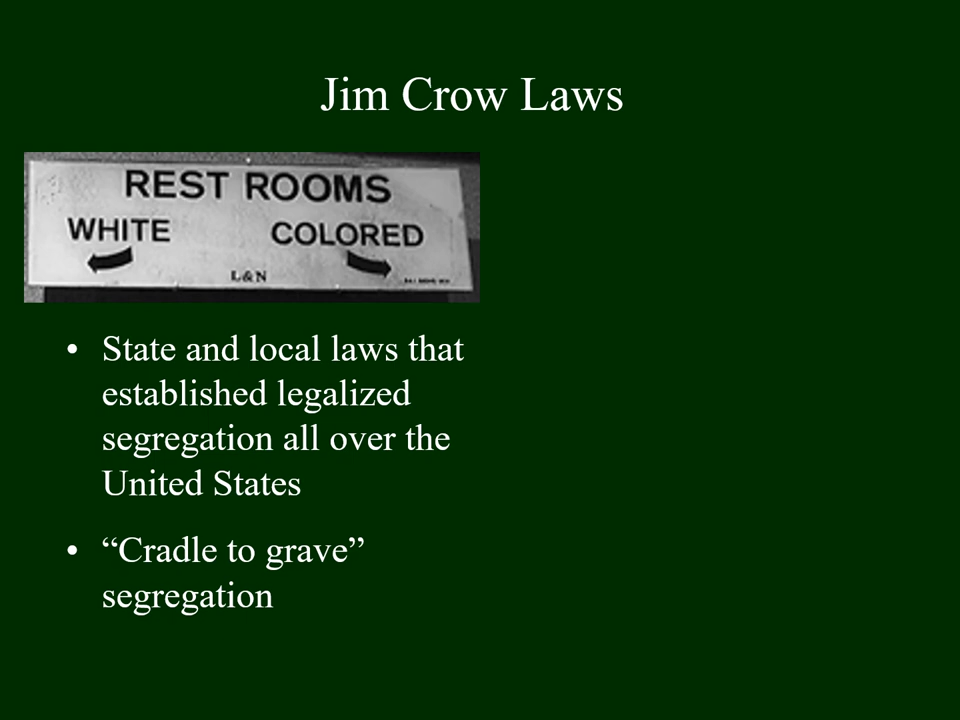 Jim Crow Laws
REST ROOMS
WHITE COLORED
L & N
• State and local laws that
established legalized
segregation all over the
United States
• “Cradle to grave”
segregation